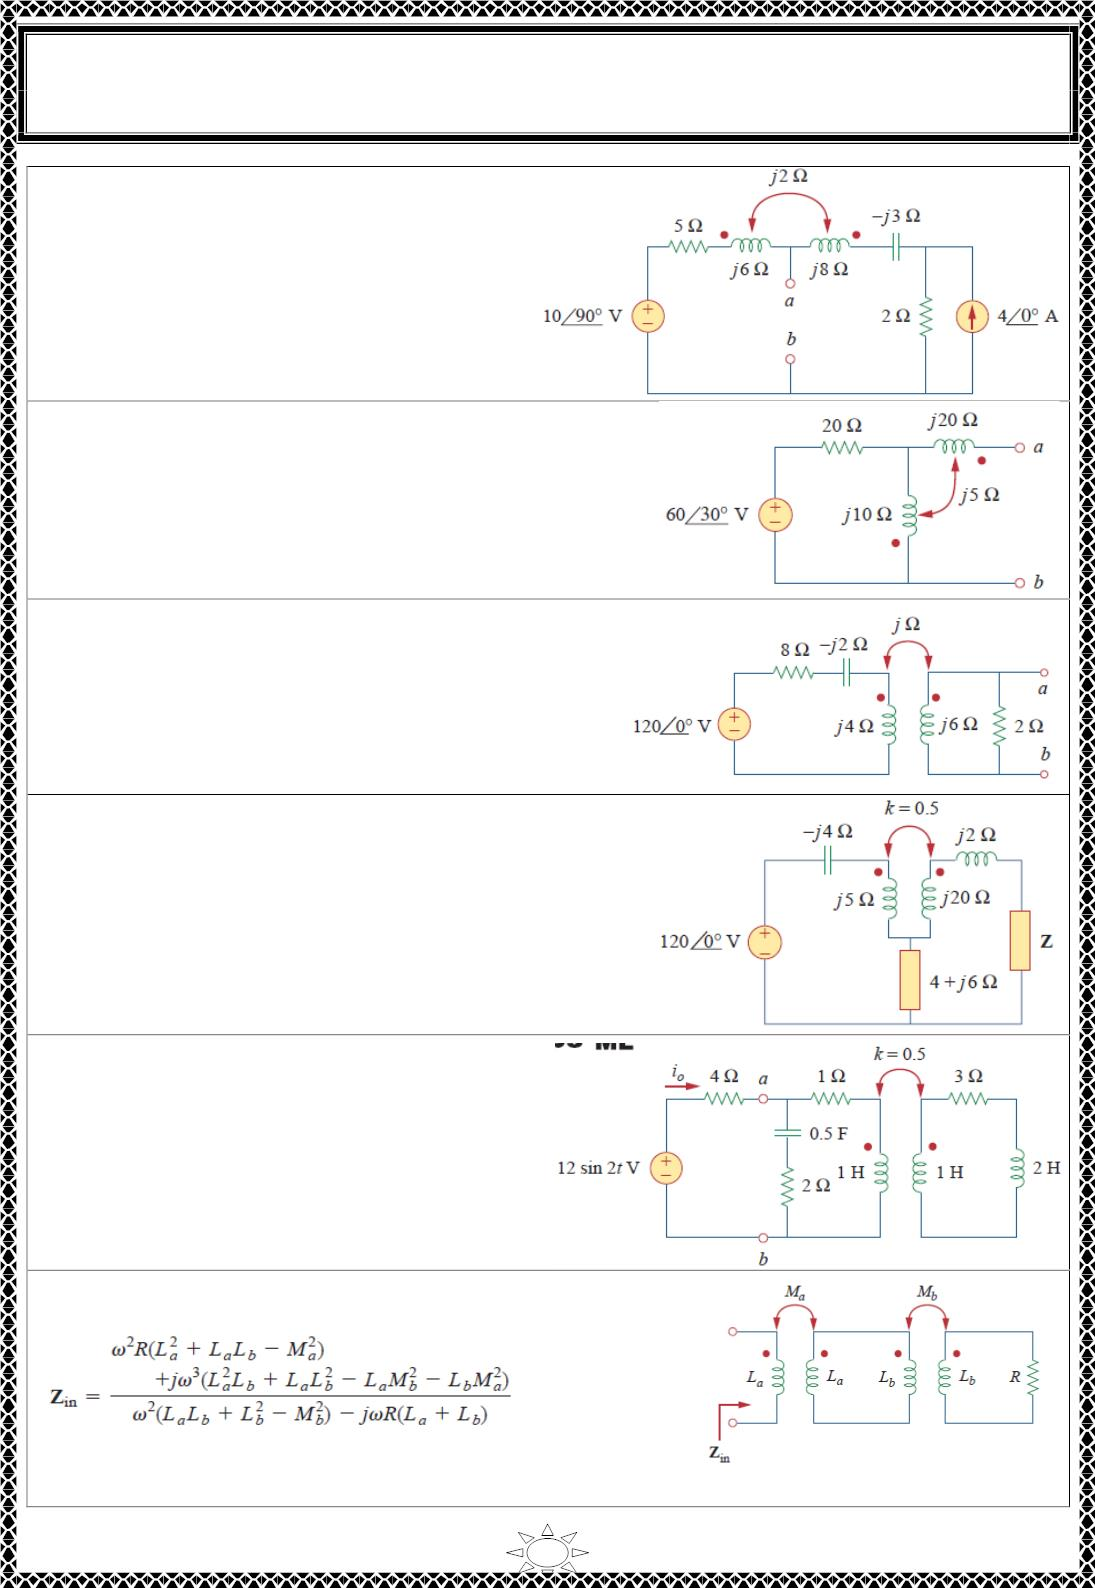 j2 Ω
5 Ω
−j3 Ω
j6 Ω
j8 Ω
a
10/90° V
2 Ω
4/0° A
b
20 Ω
j20 Ω
a
j5 Ω
60/30° V
j10 Ω
b
j Ω
8 Ω −j2 Ω
a
120/0° V
j4 Ω
j6 Ω
2 Ω
b
k = 0.5
−j4 Ω
j2 Ω
j5 Ω
j20 Ω
120/0° V
Z
4 + j6 Ω
k = 0.5
i_o
4 Ω
a
1 Ω
3 Ω
0.5 F
12 sin 2t V
2 Ω
1 H
1 H
2 H
b
M_a
M_b
ω²R(L_a² + L_aL_b − M_a²)
+jω³(L_a²L_b + L_aL_b² − L_aM_b² − L_bM_a²)
Z_in =
ω²(L_aL_b + L_b² − M_b²) − jωR(L_a + L_b)
L_a
L_a
L_b
L_b
R
Z_in